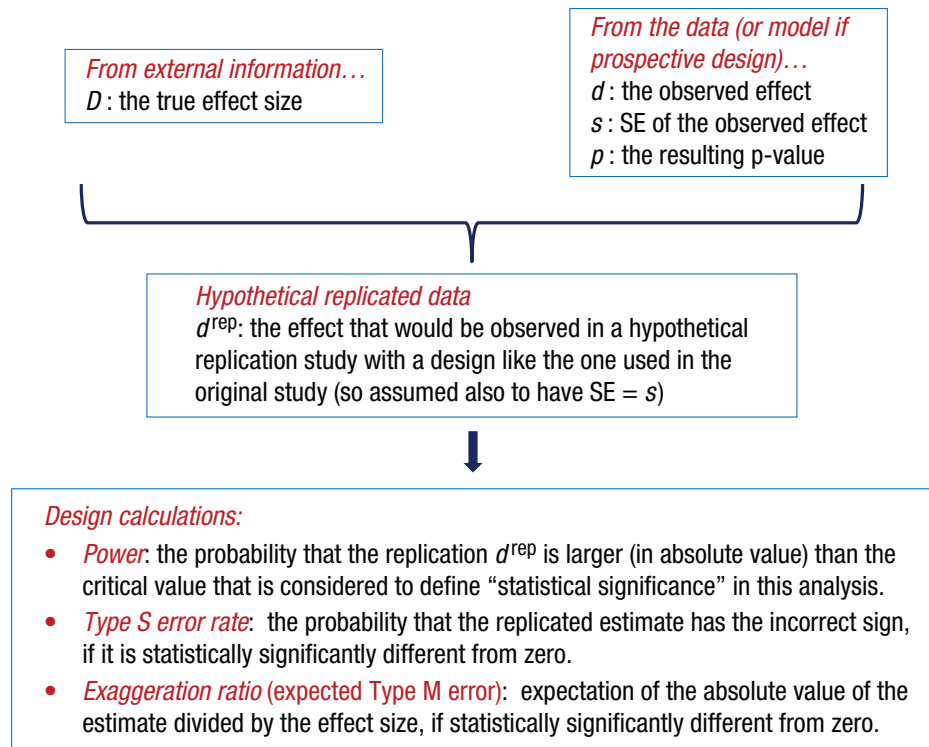 From external information…
D : the true effect size
From the data (or model if
prospective design)…
d : the observed effect
s : SE of the observed effect
p : the resulting p-value
Hypothetical replicated data
d rep: the effect that would be observed in a hypothetical
replication study with a design like the one used in the
original study (so assumed also to have SE = s)
Design calculations:
• Power: the probability that the replication d rep is larger (in absolute value) than the
critical value that is considered to define “statistical significance” in this analysis.
• Type S error rate: the probability that the replicated estimate has the incorrect sign,
if it is statistically significantly different from zero.
• Exaggeration ratio (expected Type M error): expectation of the absolute value of the
estimate divided by the effect size, if statistically significantly different from zero.